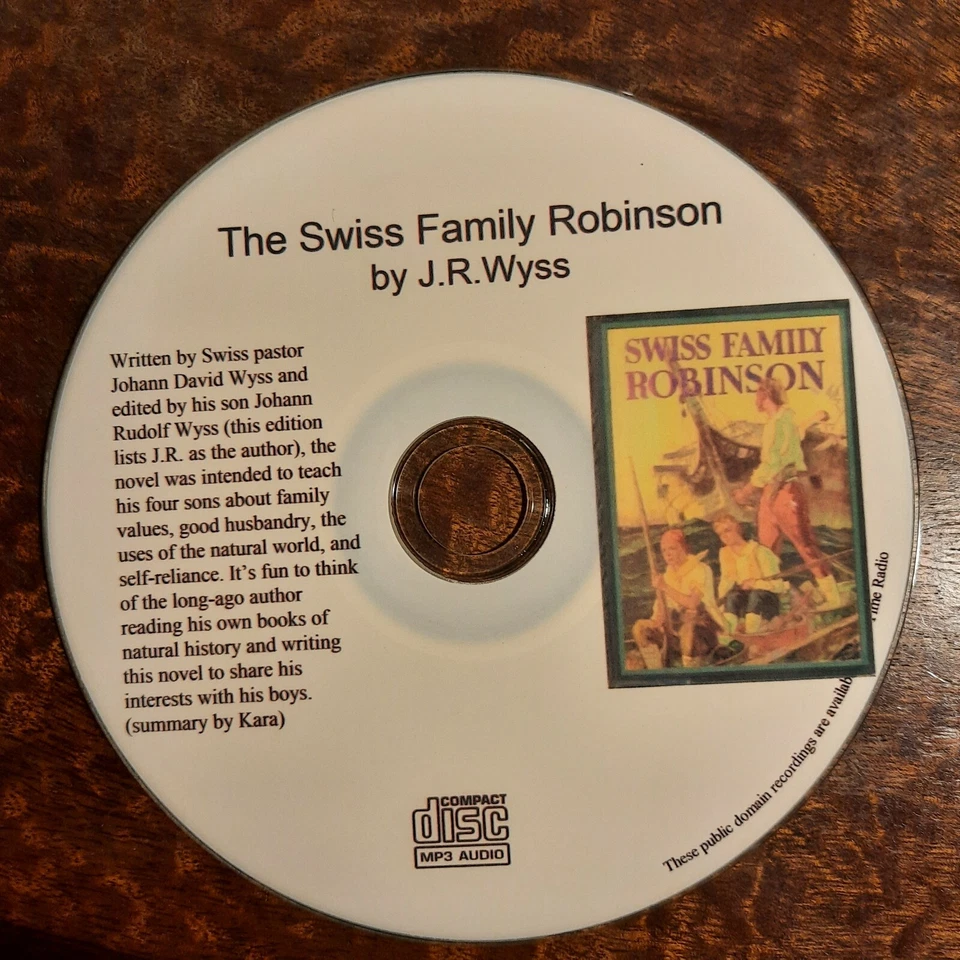 The Swiss Family Robinson
by J.R.Wyss
Written by Swiss pastor
Johann David Wyss and
edited by his son Johann
Rudolf Wyss (this edition
lists J.R. as the author), the
novel was intended to teach
his four sons about family
values, good husbandry, the
uses of the natural world, and
self-reliance. It's fun to think
of the long-ago author
reading his own books of
natural history and writing
this novel to share his
interests with his boys.
(summary by Kara)
SWISS FAMILY
ROBINSON
COMPACT
disc
MP3 AUDIO
These public domain recordings are
Radio